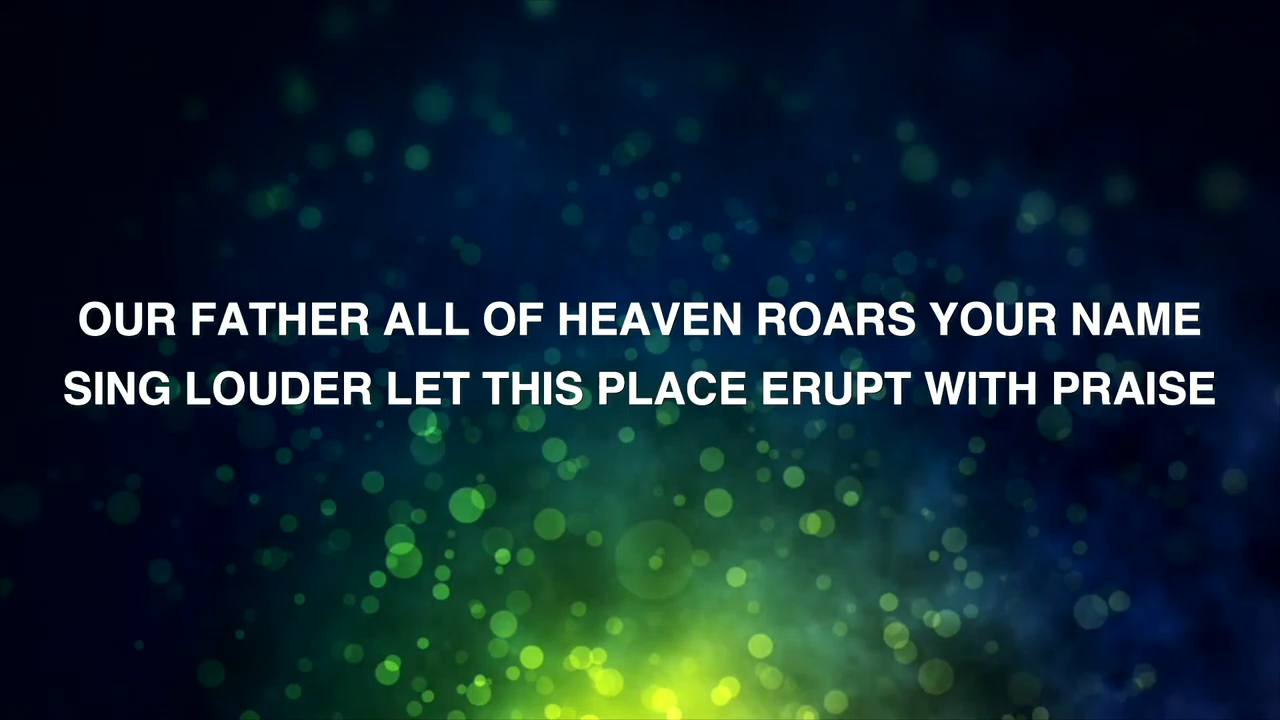 OUR FATHER ALL OF HEAVEN ROARS YOUR NAME
SING LOUDER LET THIS PLACE ERUPT WITH PRAISE